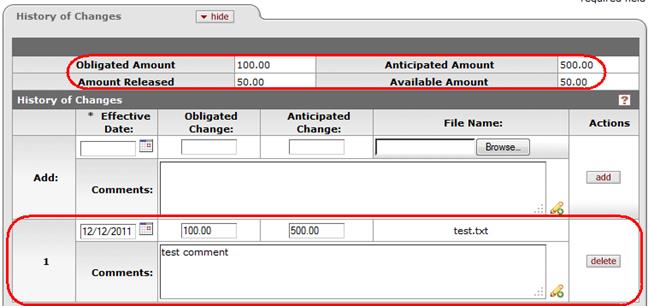 required field
History of Changes
hide
Obligated Amount 100.00 Anticipated Amount 500.00
Amount Released 50.00 Available Amount 50.00
History of Changes ?
* Effective Date: Obligated Change: Anticipated Change: File Name: Actions
Browse...
Add:
Comments:
add
12/12/2011 100.00 500.00 test.txt
1
test comment
Comments:
delete